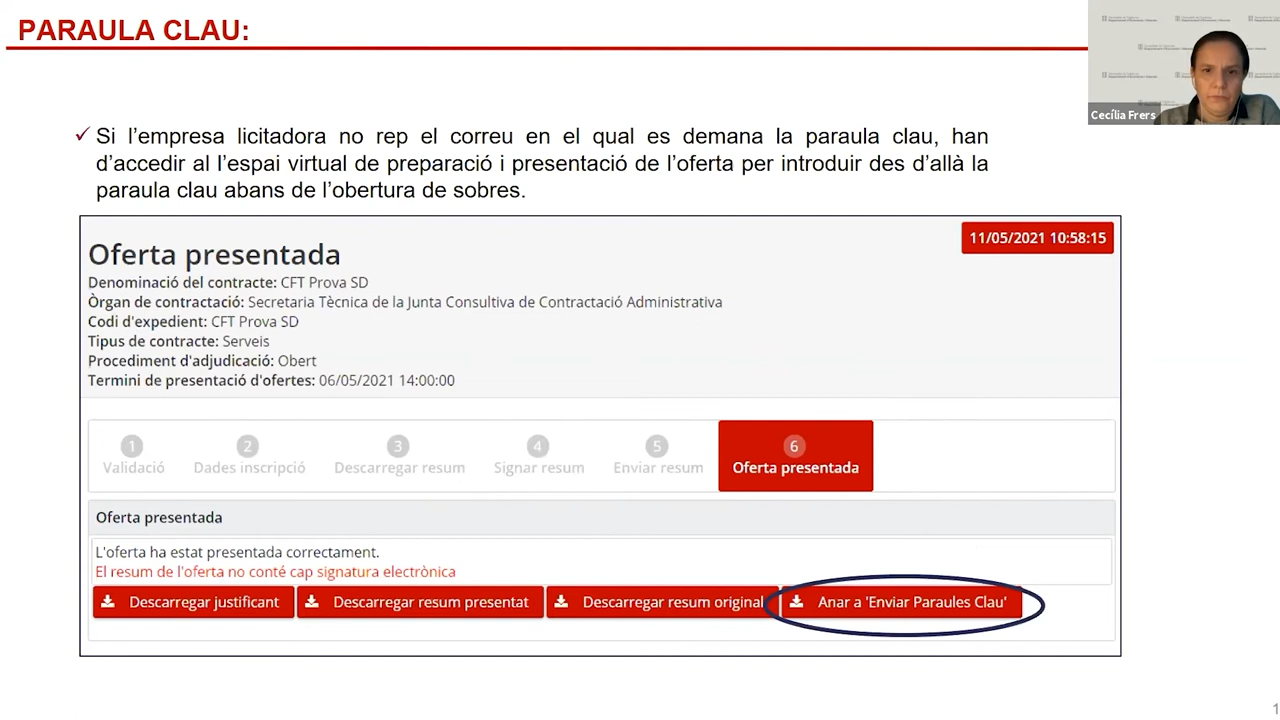 PARAULA CLAU:
Cecília Frers
✓ Si l’empresa licitadora no rep el correu en el qual es demana la paraula clau, han
d’accedir al l’espai virtual de preparació i presentació de l’oferta per introduir des d’allà la
paraula clau abans de l’obertura de sobres.
11/05/2021 10:58:15
Oferta presentada
Denominació del contracte: CFT Prova SD
Òrgan de contractació: Secretaria Tècnica de la Junta Consultiva de Contractació Administrativa
Codi d'expedient: CFT Prova SD
Tipus de contracte: Serveis
Procediment d'adjudicació: Obert
Termini de presentació d'ofertes: 06/05/2021 14:00:00
1 2 3 4 5 6
Validació Dades inscripció Descarregar resum Signar resum Enviar resum Oferta presentada
Oferta presentada
L'oferta ha estat presentada correctament.
El resum de l'oferta no conté cap signatura electrònica
Descarregar justificant Descarregar resum presentat Descarregar resum original Anar a 'Enviar Paraules Clau'
1